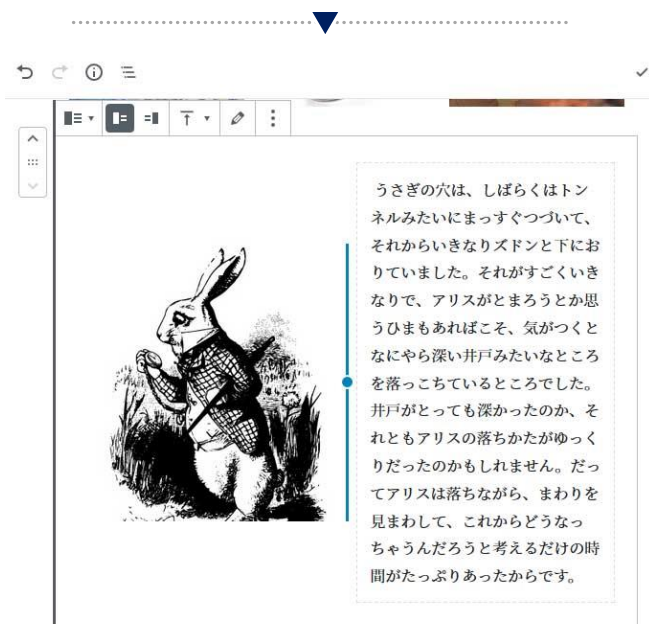 うさぎの穴は、しばらくはトン
ネルみたいにまっすぐつづいて、
それからいきなりズドンと下にお
りていました。それがすごくいき
なりで、アリスがとまろうとか思
うひまもあればこそ、気がつくと
なにやら深い井戸みたいなところ
を落っこちているところでした。
井戸がとっても深かったのか、そ
れともアリスの落ちかたがゆっく
りだったのかもしれません。だっ
てアリスは落ちながら、まわりを
見まわして、これからどうなっ
ちゃうんだろうと考えるだけの時
間がたっぷりあったからです。